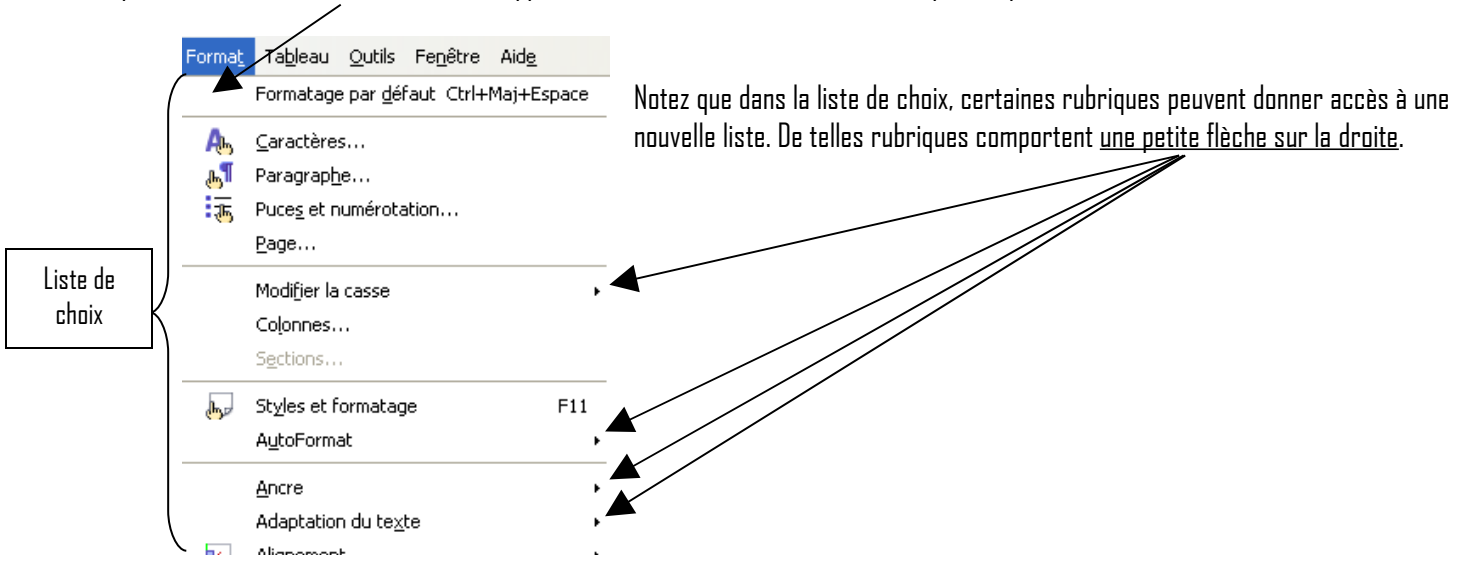 Format Tableau Outils Fenêtre Aide
Formatage par défaut Ctrl+Maj+Espace
Notez que dans la liste de choix, certaines rubriques peuvent donner accès à une
nouvelle liste. De telles rubriques comportent une petite flèche sur la droite.
Caractères...
Paragraphe...
Puces et numérotation...
Page...
Liste de
choix
Modifier la casse
Colonnes...
Sections...
Styles et formatage F11
AutoFormat
Ancre
Adaptation du texte
Alignement